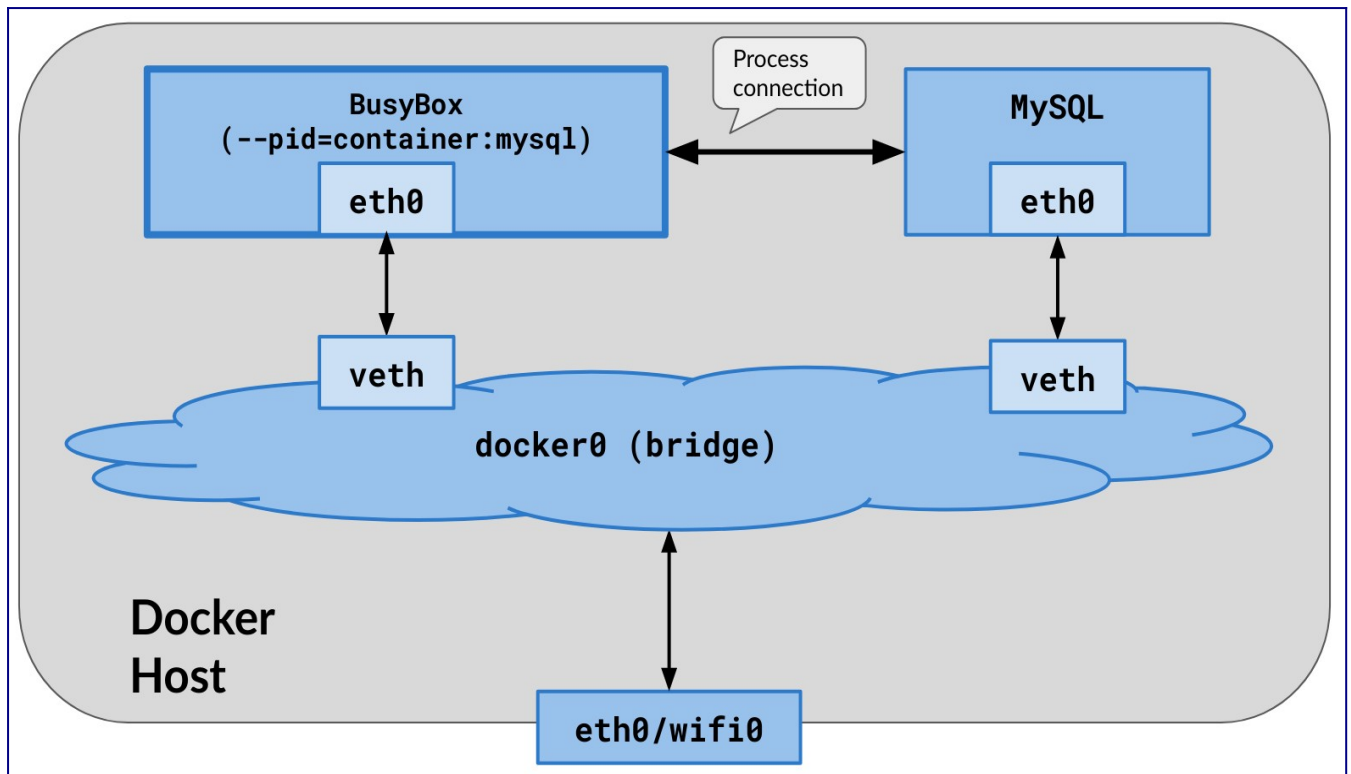 Process
connection
BusyBox
(--pid=container:mysql)
MySQL
eth0
eth0
veth
veth
docker0 (bridge)
Docker
Host
eth0/wifi0